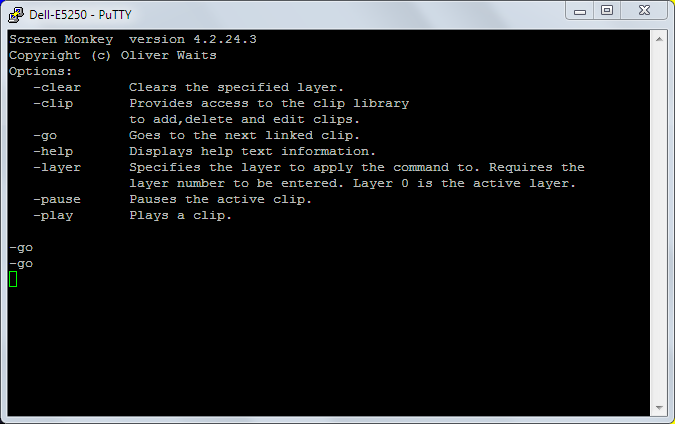 Dell-E5250 - PuTTY
Screen Monkey  version 4.2.24.3
Copyright (c) Oliver Waits
Options:
   -clear      Clears the specified layer.
   -clip       Provides access to the clip library
               to add,delete and edit clips.
   -go         Goes to the next linked clip.
   -help       Displays help text information.
   -layer      Specifies the layer to apply the command to. Requires the
               layer number to be entered. Layer 0 is the active layer.
   -pause      Pauses the active clip.
   -play       Plays a clip.

-go
-go